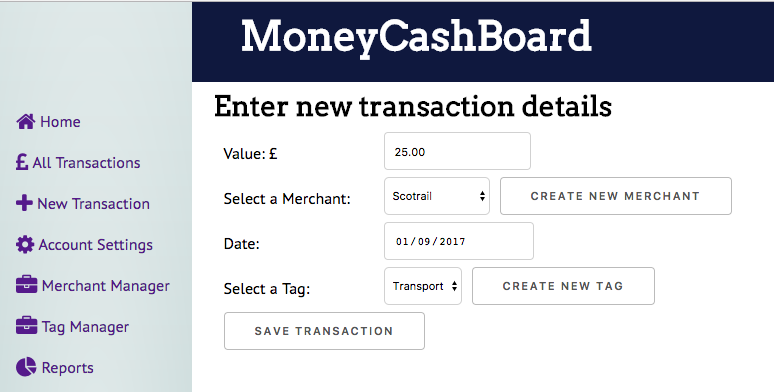 MoneyCashBoard
Home
£ All Transactions
New Transaction
Account Settings
Merchant Manager
Tag Manager
Reports
Enter new transaction details
Value: £ 25.00
Select a Merchant: Scotrail CREATE NEW MERCHANT
Date: 01/09/2017
Select a Tag: Transport CREATE NEW TAG
SAVE TRANSACTION